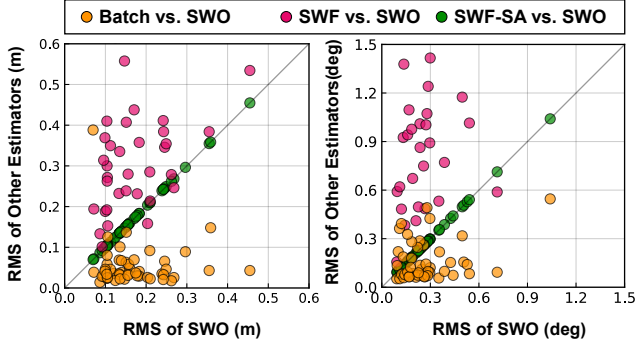 Batch vs. SWO SWF vs. SWO SWF-SA vs. SWO
RMS of Other Estimators (m)
0.6
0.5
0.4
0.3
0.2
0.1
0.0
0.0 0.1 0.2 0.3 0.4 0.5 0.6
RMS of SWO (m)
RMS of Other Estimators(deg)
1.5
1.2
0.9
0.6
0.3
0.0
0.0 0.3 0.6 0.9 1.2 1.5
RMS of SWO (deg)